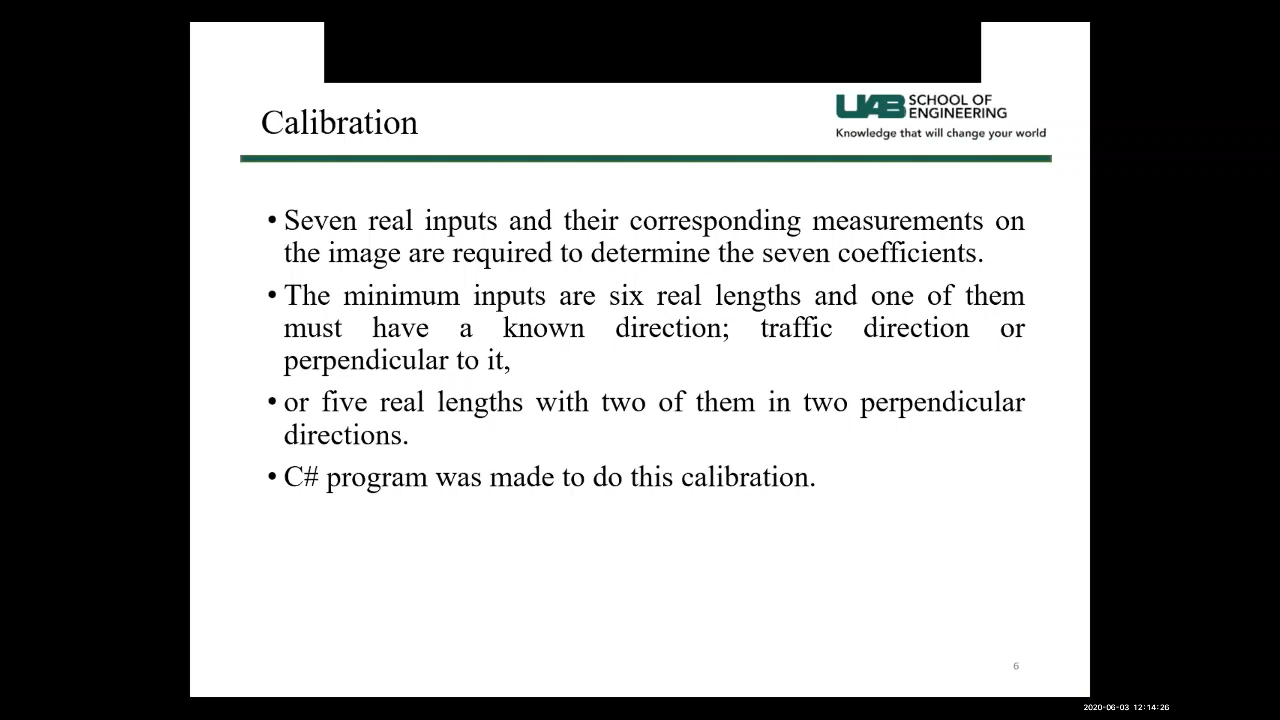 Calibration
UAB SCHOOL OF
ENGINEERING
Knowledge that will change your world
• Seven real inputs and their corresponding measurements on
the image are required to determine the seven coefficients.
• The minimum inputs are six real lengths and one of them
must have a known direction; traffic direction or
perpendicular to it,
• or five real lengths with two of them in two perpendicular
directions.
• C# program was made to do this calibration.
6
2020-06-03 12:14:26